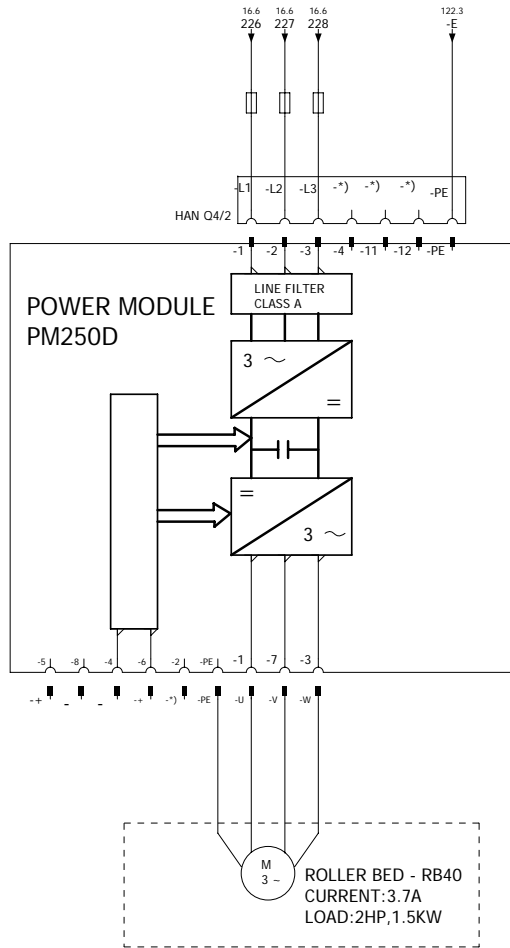 16.6 16.6 16.6 122.3
226 227 228 -E
-L1 -L2 -L3 -*) -*) -*) -PE
HAN Q4/2
-1 -2 -3 -4 -11 -12 -PE
LINE FILTER
CLASS A
POWER MODULE
PM250D
3 ~
=
=
3 ~
-5 -8 -4 -6 -2 -PE -1 -7 -3
-+ - - -+ -*) -PE -U -V -W
M
3 ~
ROLLER BED - RB40
CURRENT:3.7A
LOAD:2HP,1.5KW